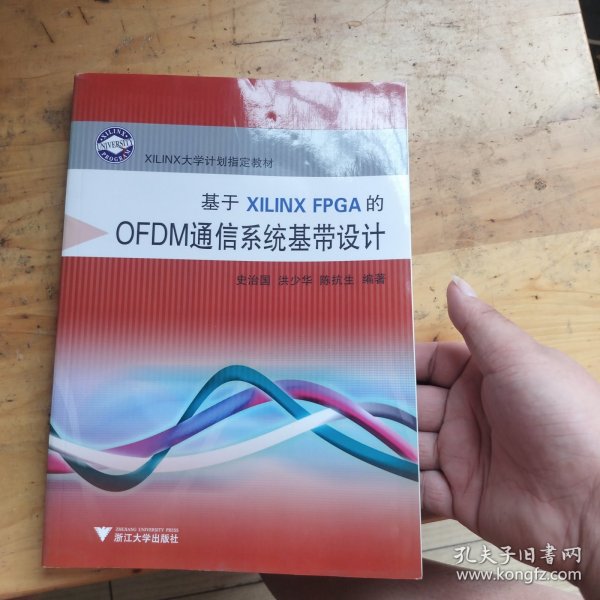 XILINX
UNIVERSITY
PROGRAM
XILINX大学计划指定教材
基于 XILINX FPGA 的
OFDM通信系统基带设计
史治国 洪少华 陈抗生 编著
ZHEJIANG UNIVERSITY PRESS
浙江大学出版社
孔夫子旧书网
www.kongfz.com